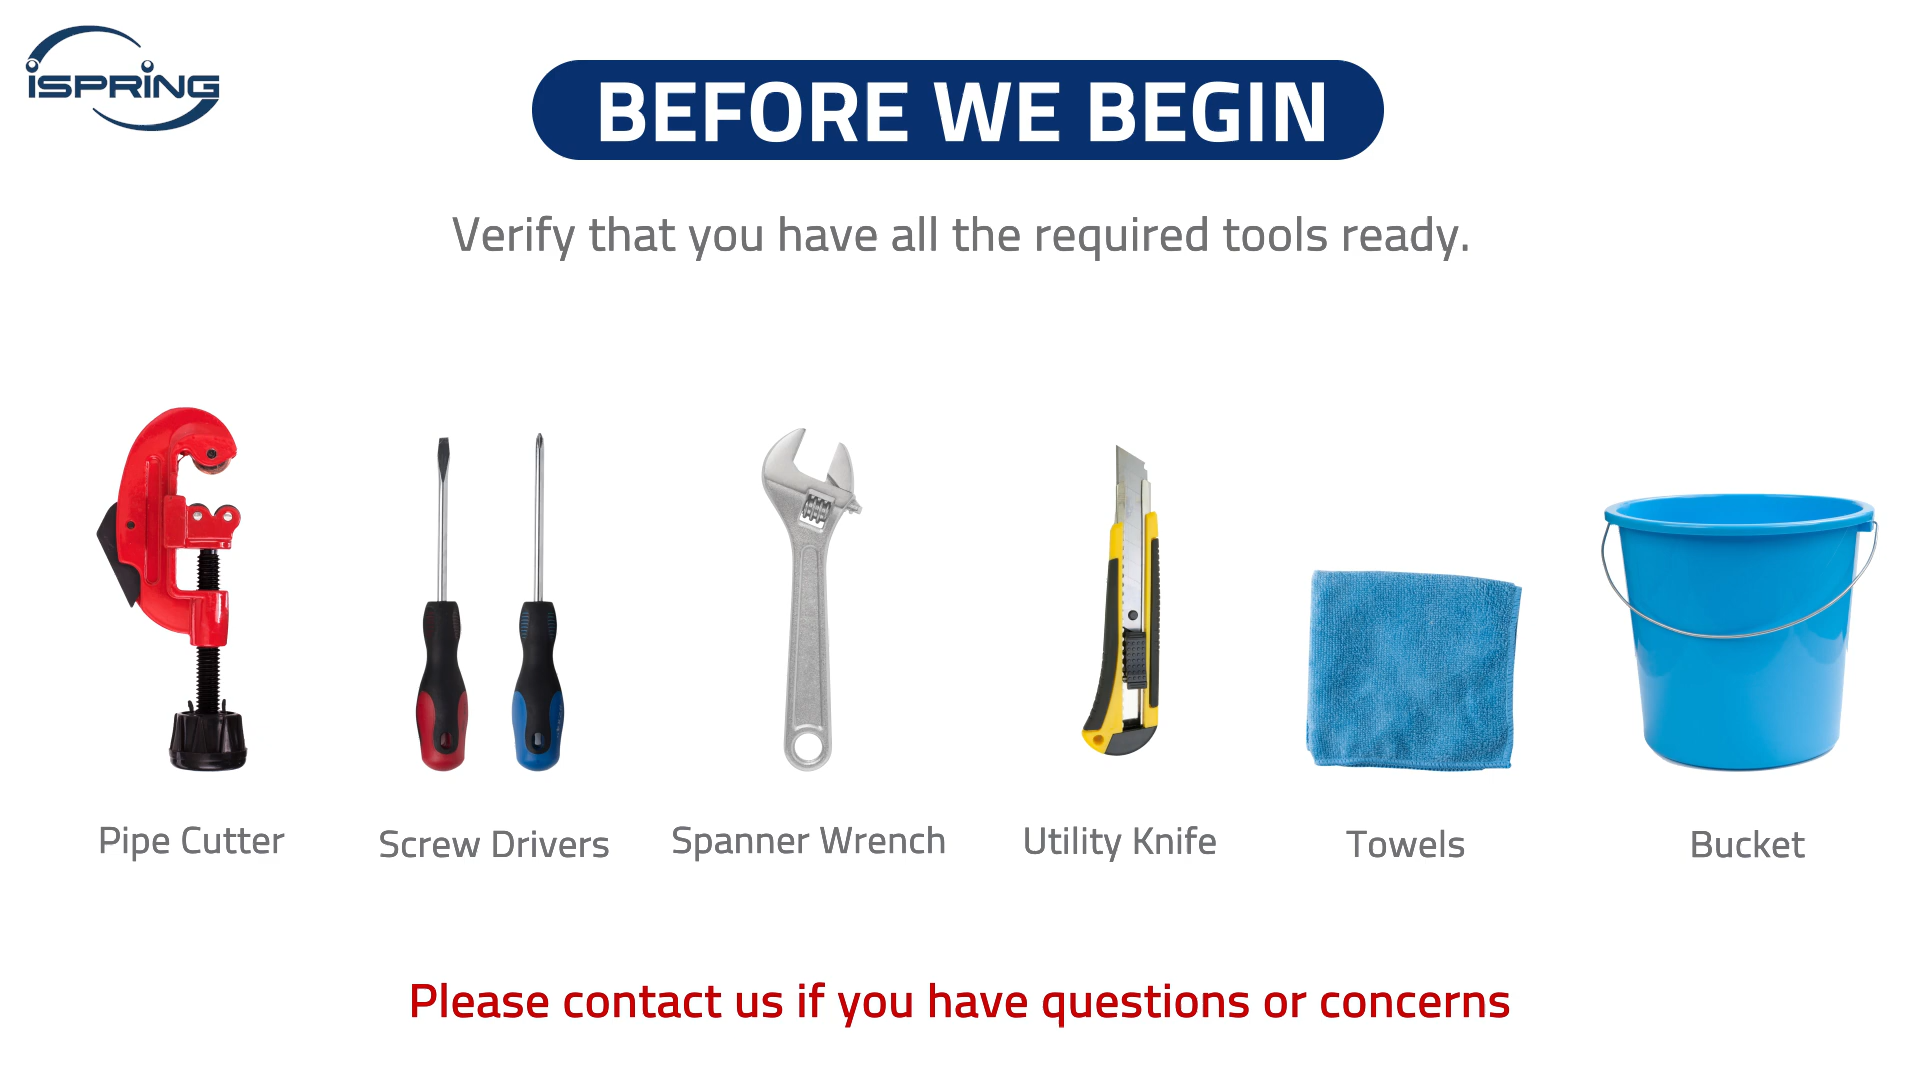 iSPRING
BEFORE WE BEGIN
Verify that you have all the required tools ready.
Pipe Cutter
Screw Drivers
Spanner Wrench
Utility Knife
Towels
Bucket
Please contact us if you have questions or concerns